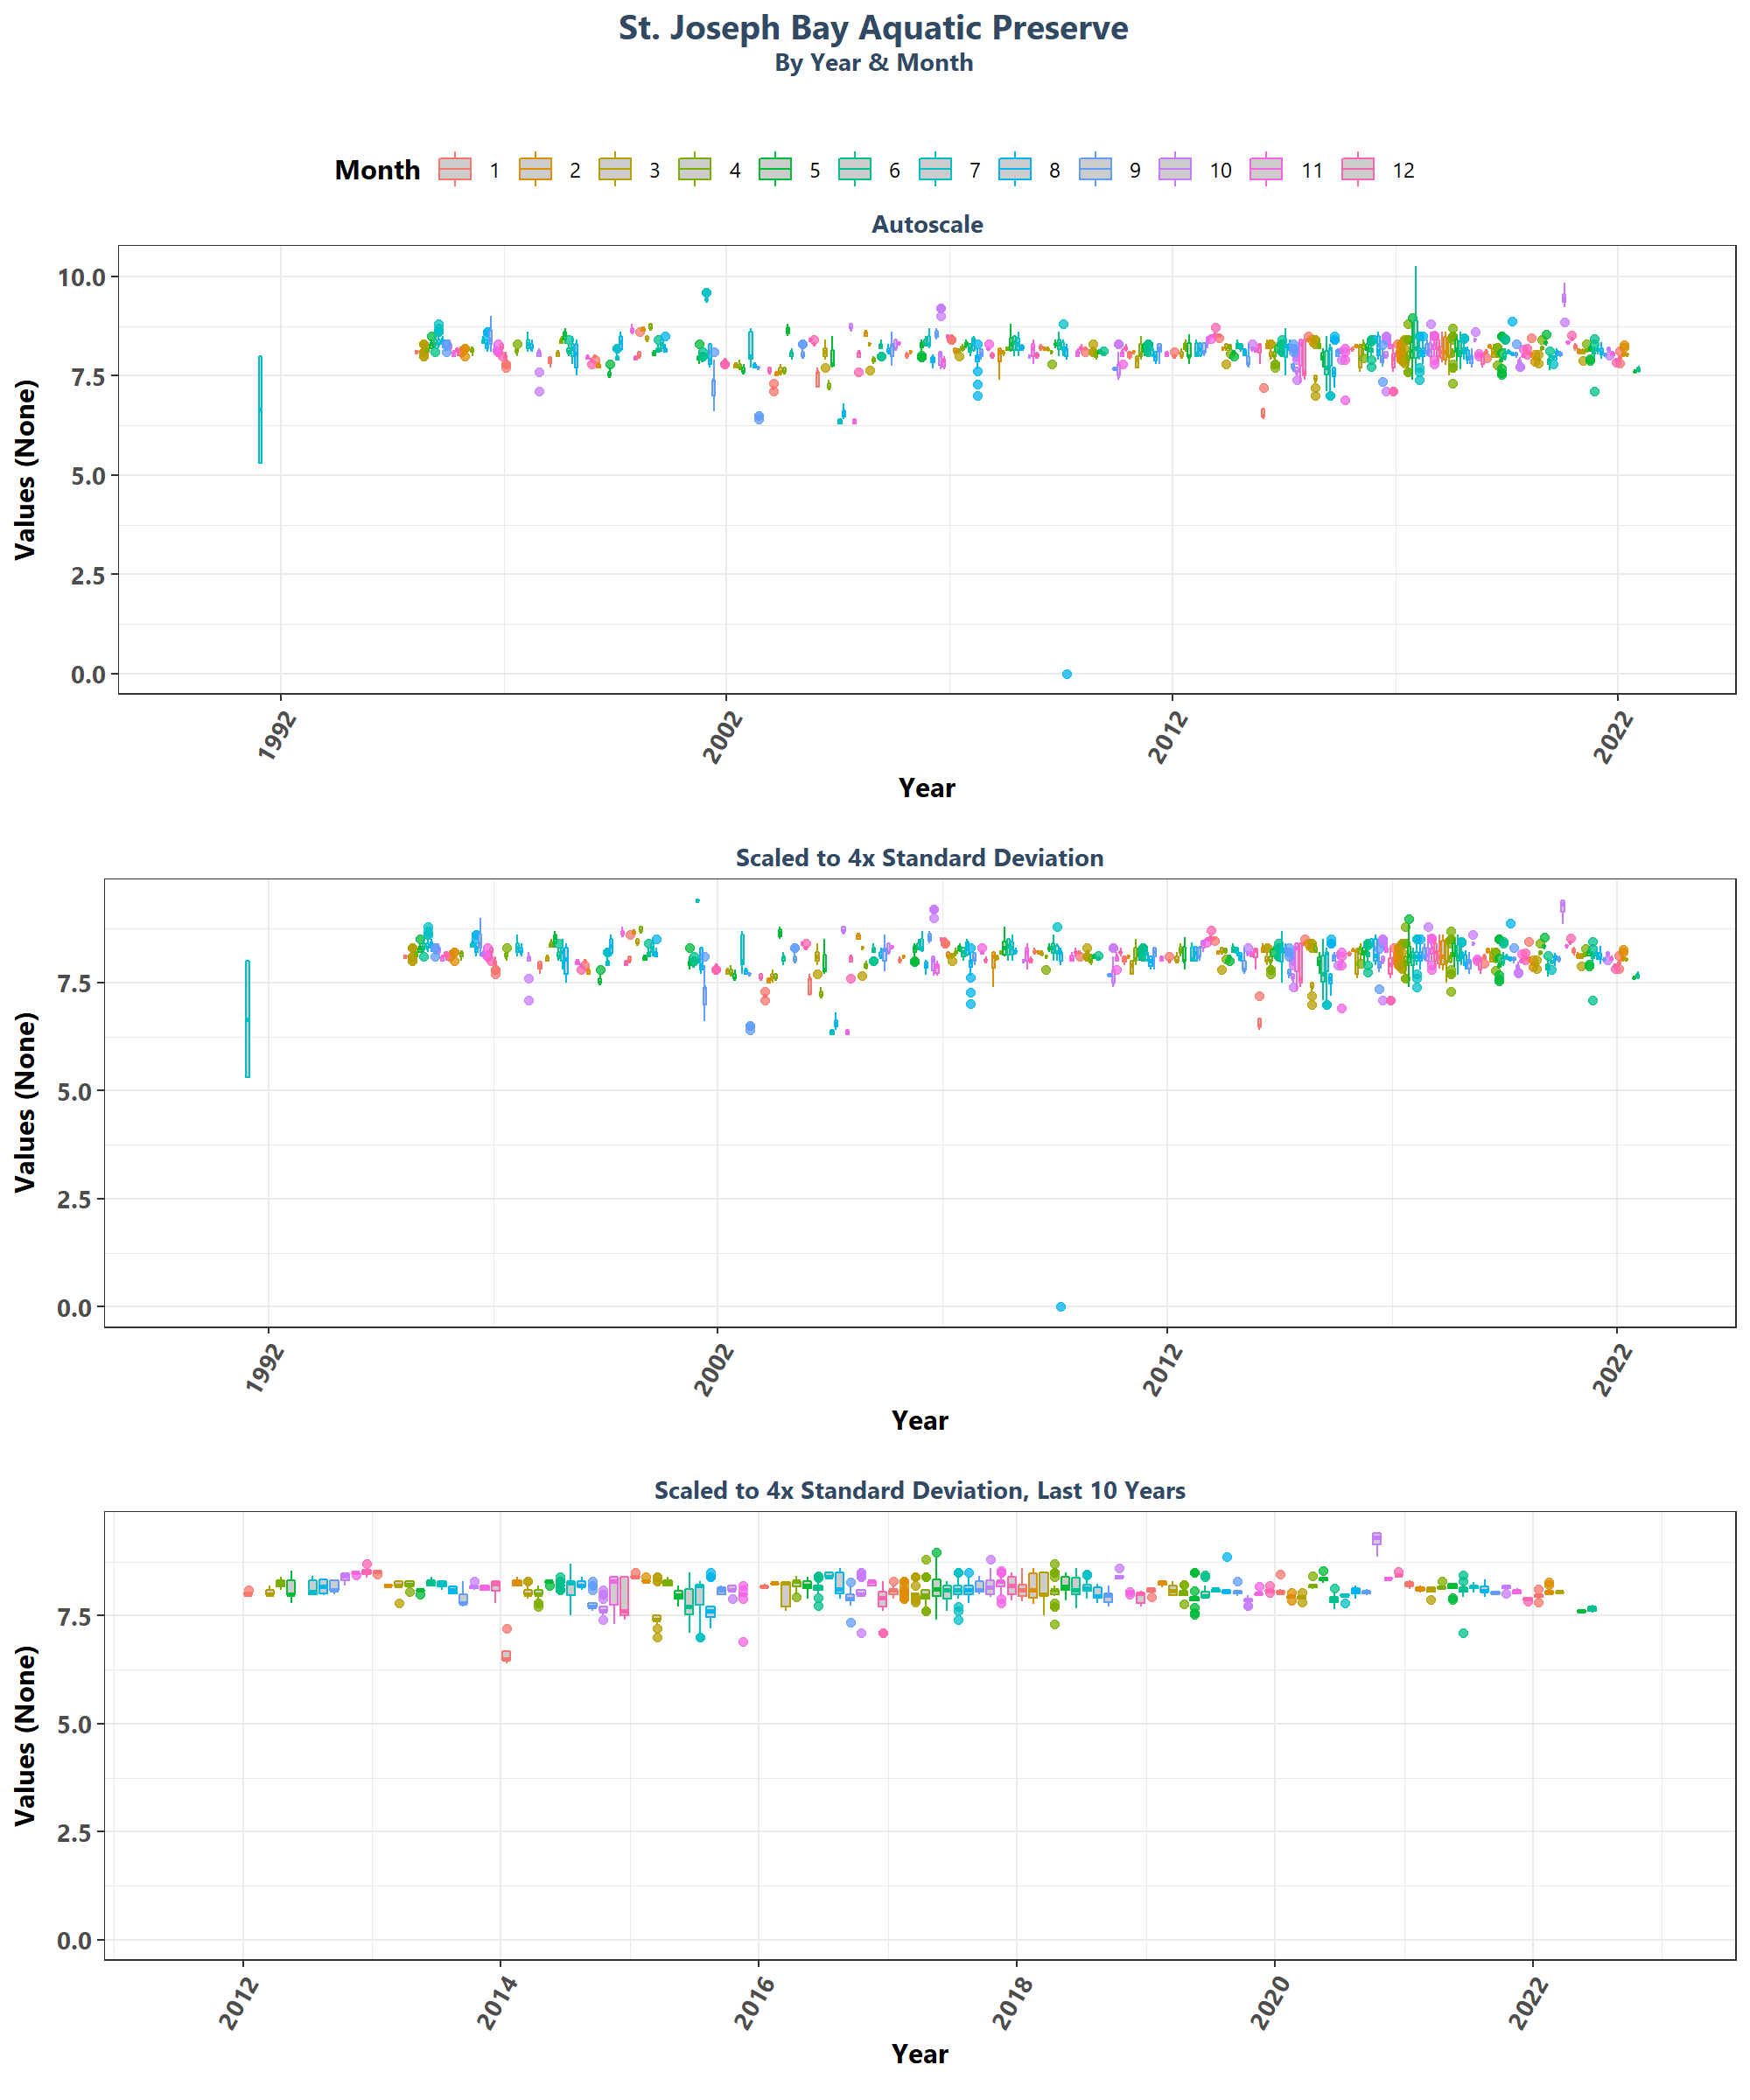 St. Joseph Bay Aquatic Preserve
By Year & Month
Month 1 2 3 4 5 6 7 8 9 10 11 12
Autoscale
Values (None)
10.0
7.5
5.0
2.5
0.0
1992 2002 2012 2022
Year
Scaled to 4x Standard Deviation
Values (None)
7.5
5.0
2.5
0.0
1992 2002 2012 2022
Year
Scaled to 4x Standard Deviation, Last 10 Years
Values (None)
7.5
5.0
2.5
0.0
2012 2014 2016 2018 2020 2022
Year